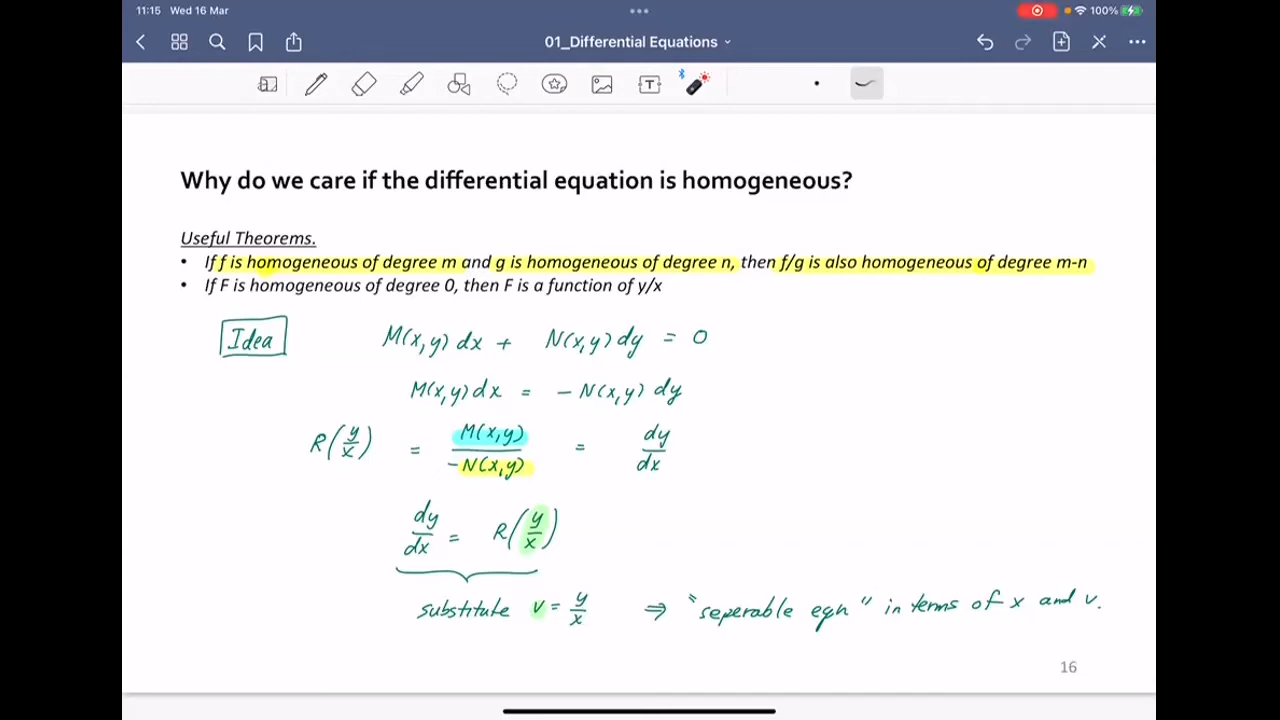 11:15 Wed 16 Mar
100%
01_Differential Equations
T
Why do we care if the differential equation is homogeneous?
Useful Theorems.
• If f is homogeneous of degree m and g is homogeneous of degree n, then f/g is also homogeneous of degree m-n
• If F is homogeneous of degree 0, then F is a function of y/x
Idea M(x,y) dx + N(x,y) dy = 0
M(x,y) dx = - N(x,y) dy
R(y/x) = M(x,y)/-N(x,y) = dy/dx
dy/dx = R(y/x)
substitute v = y/x ⇒ "seperable eqn" in terms of x and v.
16